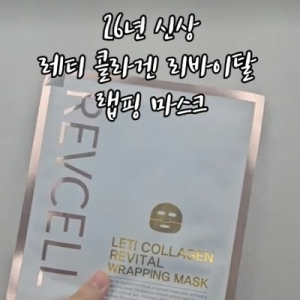 26년 신상
레티 콜라겐 리바이탈
랩핑 마스크
REVCELL
LETI COLLAGEN
REVITAL
WRAPPING MASK